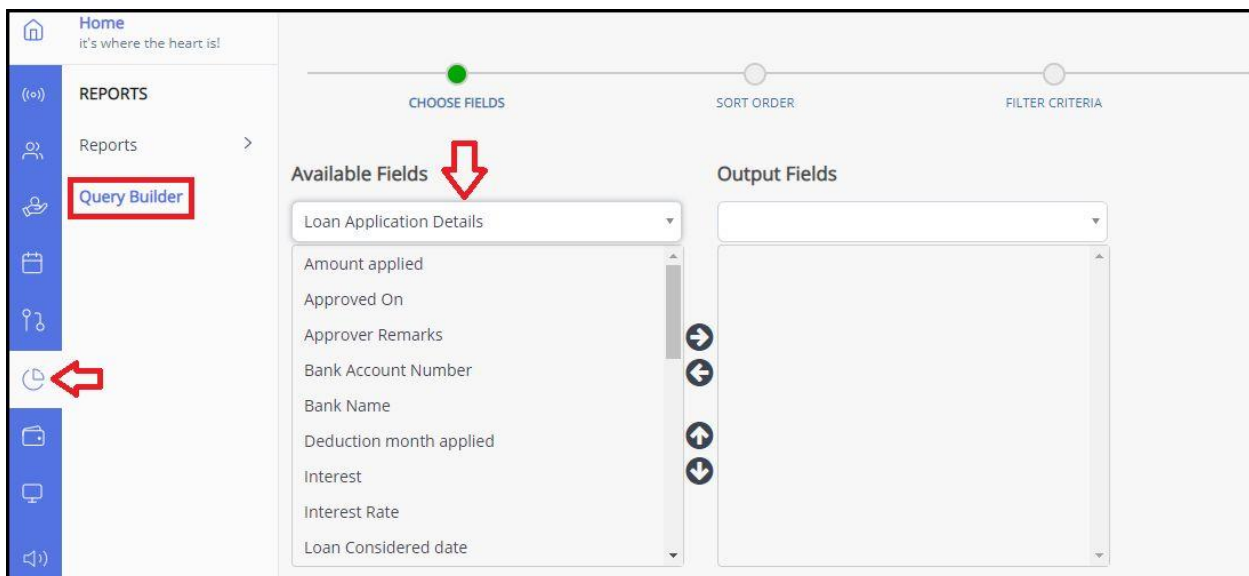 Home
it's where the heart is!
REPORTS
Reports
Query Builder
CHOOSE FIELDS
SORT ORDER
FILTER CRITERIA
Available Fields
Output Fields
Loan Application Details
Amount applied
Approved On
Approver Remarks
Bank Account Number
Bank Name
Deduction month applied
Interest
Interest Rate
Loan Considered date